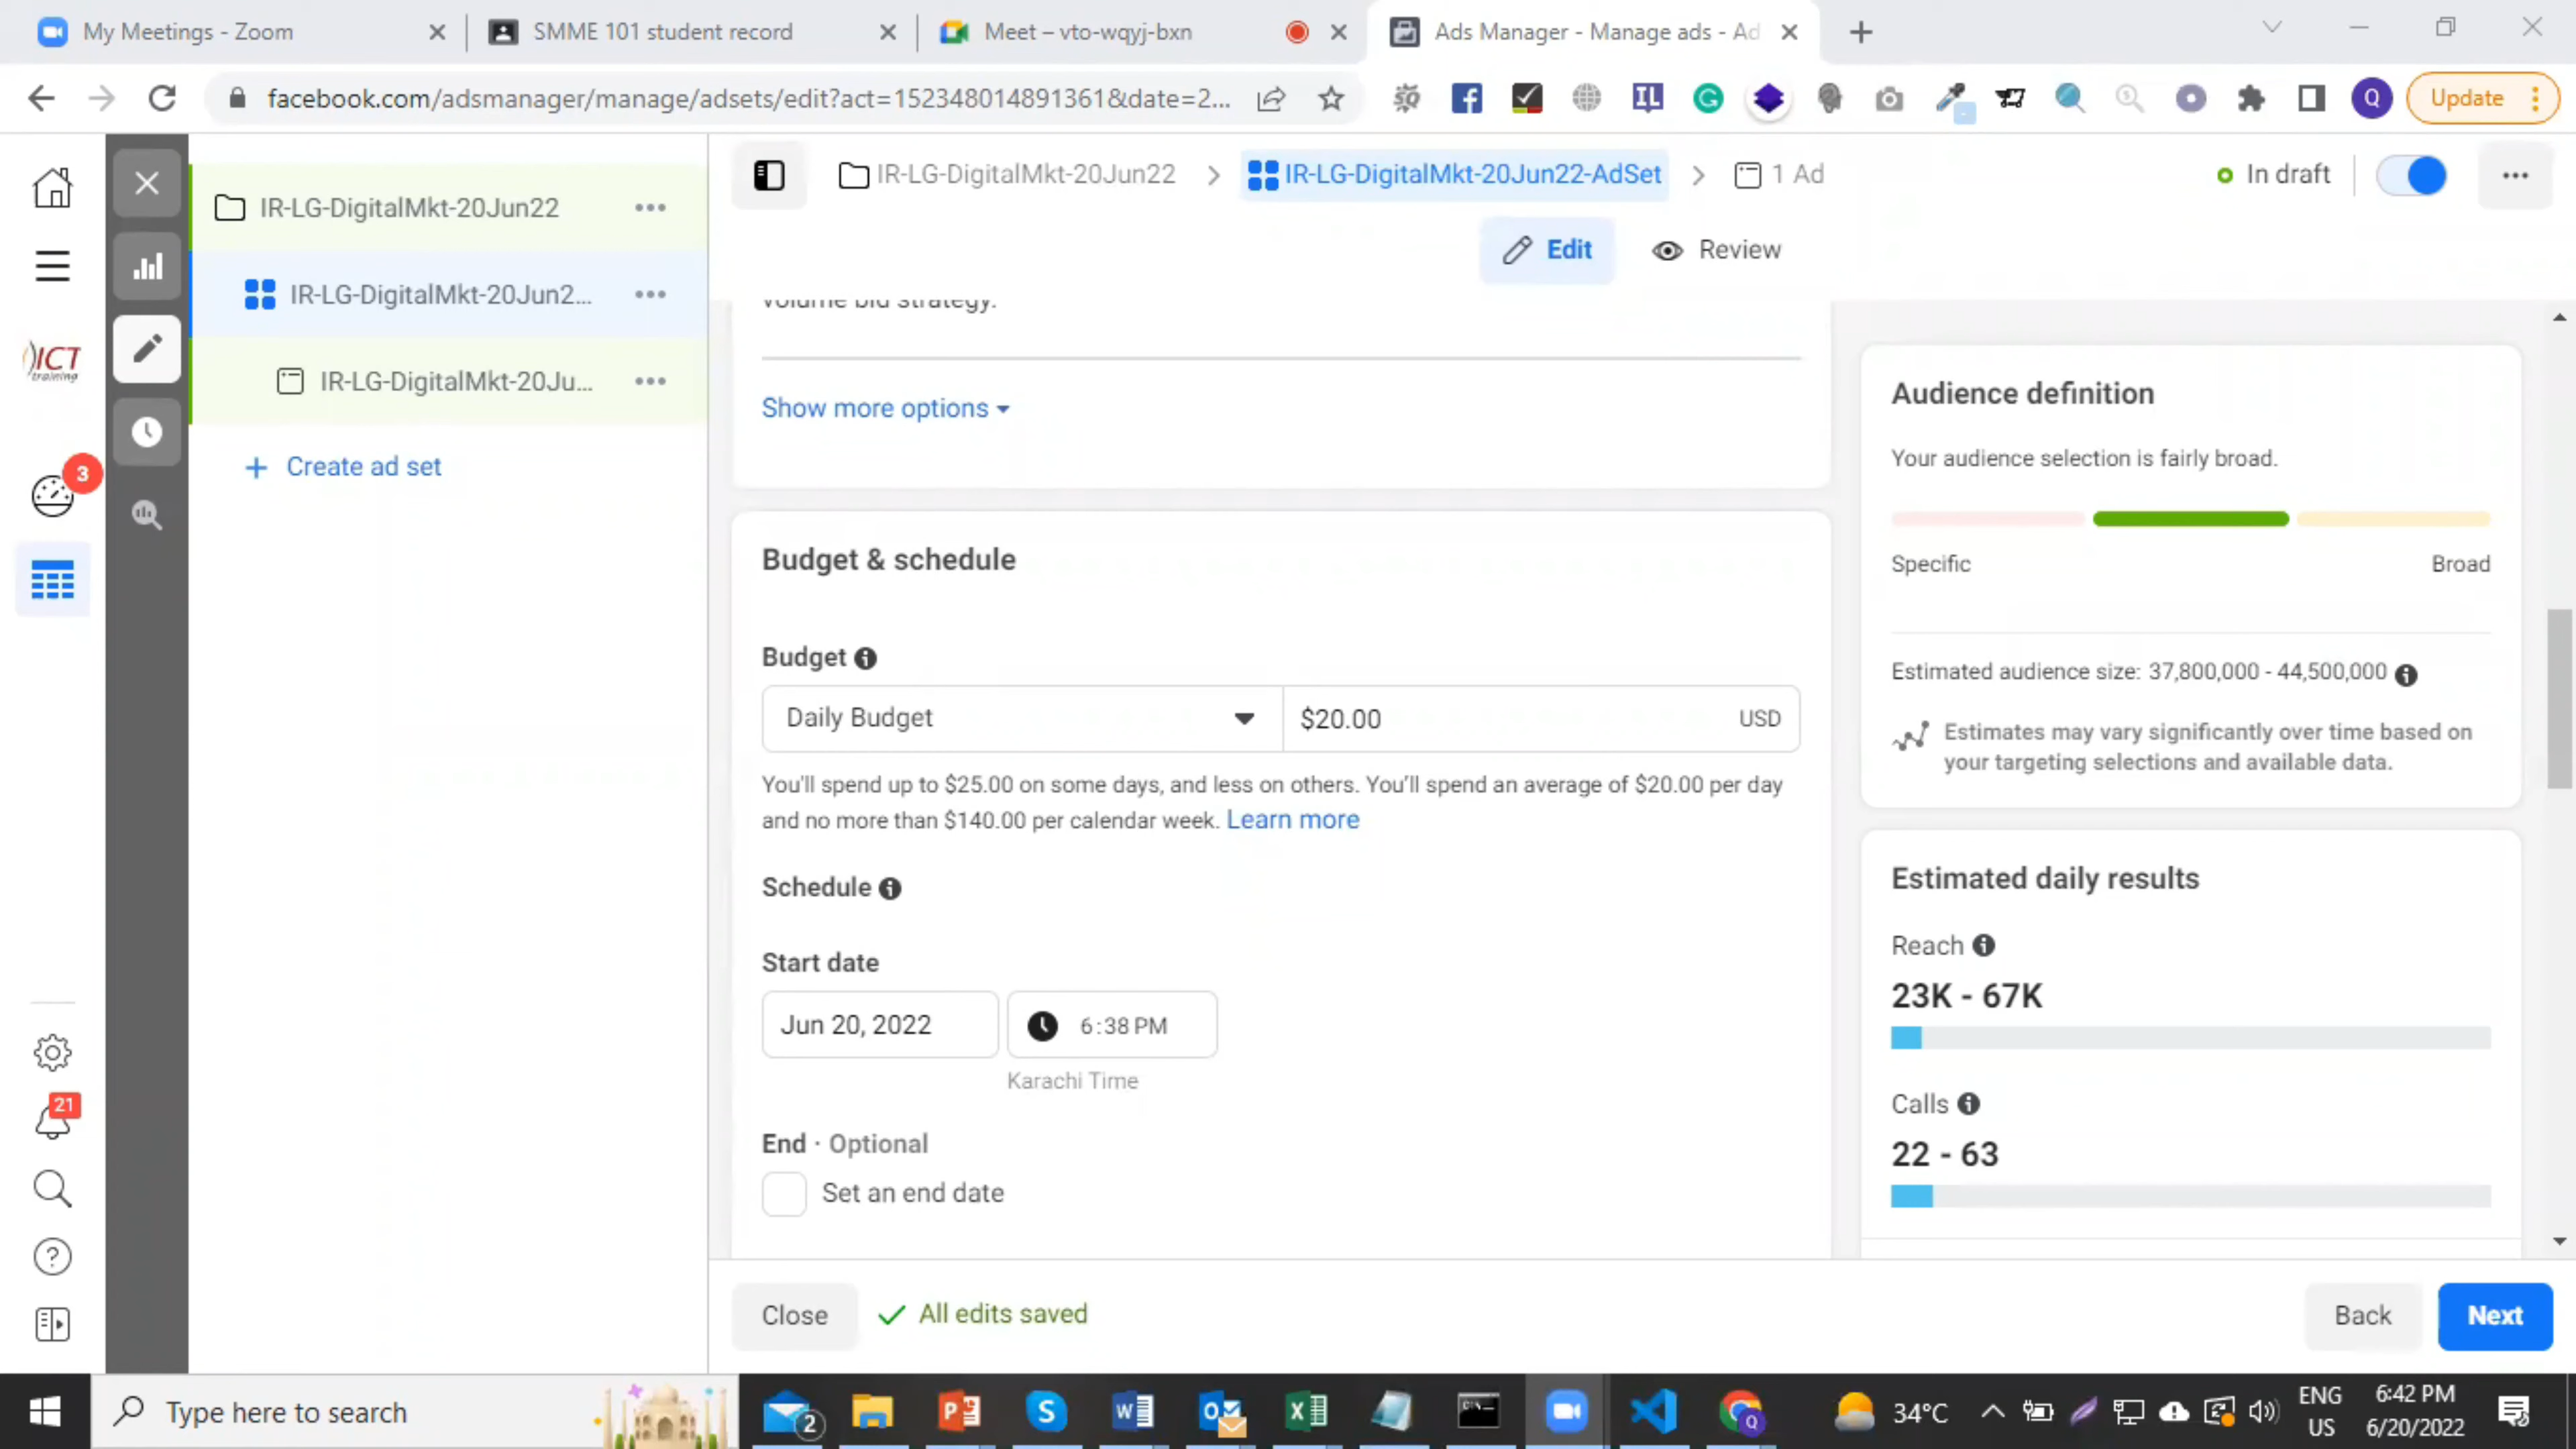 My Meetings - Zoom
SMME 101 student record
Meet – vto-wqyj-bxn
Ads Manager - Manage ads - Ad
facebook.com/adsmanager/manage/adsets/edit?act=152348014891361&date=2...
IL
Q
Update
IR-LG-DigitalMkt-20Jun22
IR-LG-DigitalMkt-20Jun2...
IR-LG-DigitalMkt-20Ju...
Create ad set
ICT
training
3
21
IR-LG-DigitalMkt-20Jun22
IR-LG-DigitalMkt-20Jun22-AdSet
1 Ad
In draft
Edit
Review
volume bid strategy.
Show more options
Budget & schedule
Budget
Daily Budget
$20.00
USD
You'll spend up to $25.00 on some days, and less on others. You'll spend an average of $20.00 per day
and no more than $140.00 per calendar week. Learn more
Schedule
Start date
Jun 20, 2022
6:38 PM
Karachi Time
End · Optional
Set an end date
Audience definition
Your audience selection is fairly broad.
Specific
Broad
Estimated audience size: 37,800,000 - 44,500,000
Estimates may vary significantly over time based on
your targeting selections and available data.
Estimated daily results
Reach
23K - 67K
Calls
22 - 63
Close
All edits saved
Back
Next
Type here to search
2
34°C
ENG
US
6:42 PM
6/20/2022